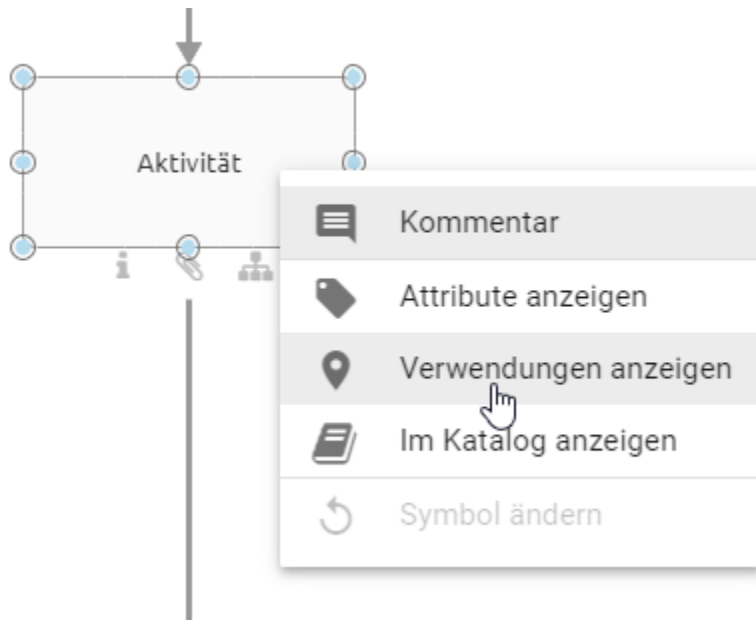 Aktivität
Kommentar
Attribute anzeigen
Verwendungen anzeigen
Im Katalog anzeigen
Symbol ändern